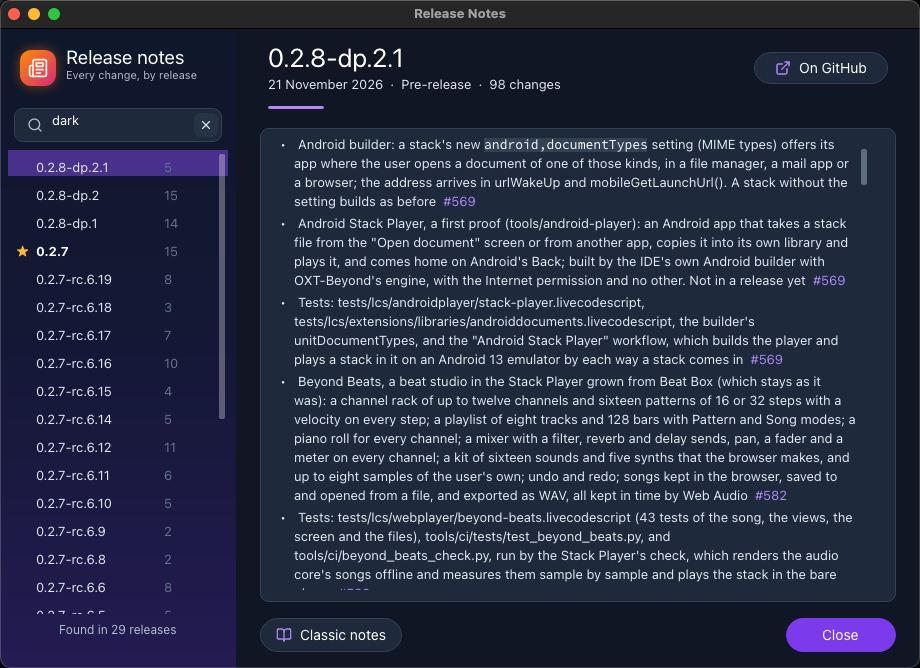 Release Notes
Release notes
Every change, by release
dark
0.2.8-dp.2.1 5
0.2.8-dp.2 15
0.2.8-dp.1 14
0.2.7 15
0.2.7-rc.6.19 8
0.2.7-rc.6.18 3
0.2.7-rc.6.17 7
0.2.7-rc.6.16 10
0.2.7-rc.6.15 4
0.2.7-rc.6.14 5
0.2.7-rc.6.12 11
0.2.7-rc.6.11 6
0.2.7-rc.6.10 5
0.2.7-rc.6.9 2
0.2.7-rc.6.8 2
0.2.7-rc.6.6 8
0.2.7-rc.6.5 5
Found in 29 releases
0.2.8-dp.2.1
21 November 2026 · Pre-release · 98 changes
On GitHub
• Android builder: a stack's new android,documentTypes setting (MIME types) offers its
app where the user opens a document of one of those kinds, in a file manager, a mail app or
a browser; the address arrives in urlWakeUp and mobileGetLaunchUrl(). A stack without the
setting builds as before #569
• Android Stack Player, a first proof (tools/android-player): an Android app that takes a stack
file from the "Open document" screen or from another app, copies it into its own library and
plays it, and comes home on Android's Back; built by the IDE's own Android builder with
OXT-Beyond's engine, with the Internet permission and no other. Not in a release yet #569
• Tests: tests/lcs/androidplayer/stack-player.livecodescript,
tests/lcs/extensions/libraries/androiddocuments.livecodescript, the builder's
unitDocumentTypes, and the "Android Stack Player" workflow, which builds the player and
plays a stack in it on an Android 13 emulator by each way a stack comes in #569
• Beyond Beats, a beat studio in the Stack Player grown from Beat Box (which stays as it
was): a channel rack of up to twelve channels and sixteen patterns of 16 or 32 steps with a
velocity on every step; a playlist of eight tracks and 128 bars with Pattern and Song modes; a
piano roll for every channel; a mixer with a filter, reverb and delay sends, pan, a fader and a
meter on every channel; a kit of sixteen sounds and five synths that the browser makes, and
up to eight samples of the user's own; undo and redo; songs kept in the browser, saved to
and opened from a file, and exported as WAV, all kept in time by Web Audio #582
• Tests: tests/lcs/webplayer/beyond-beats.livecodescript (43 tests of the song, the views, the
screen and the files), tools/ci/tests/test_beyond_beats.py, and
tools/ci/beyond_beats_check.py, run by the Stack Player's check, which renders the audio
core's songs offline and measures them sample by sample and plays the stack in the bare
Classic notes
Close